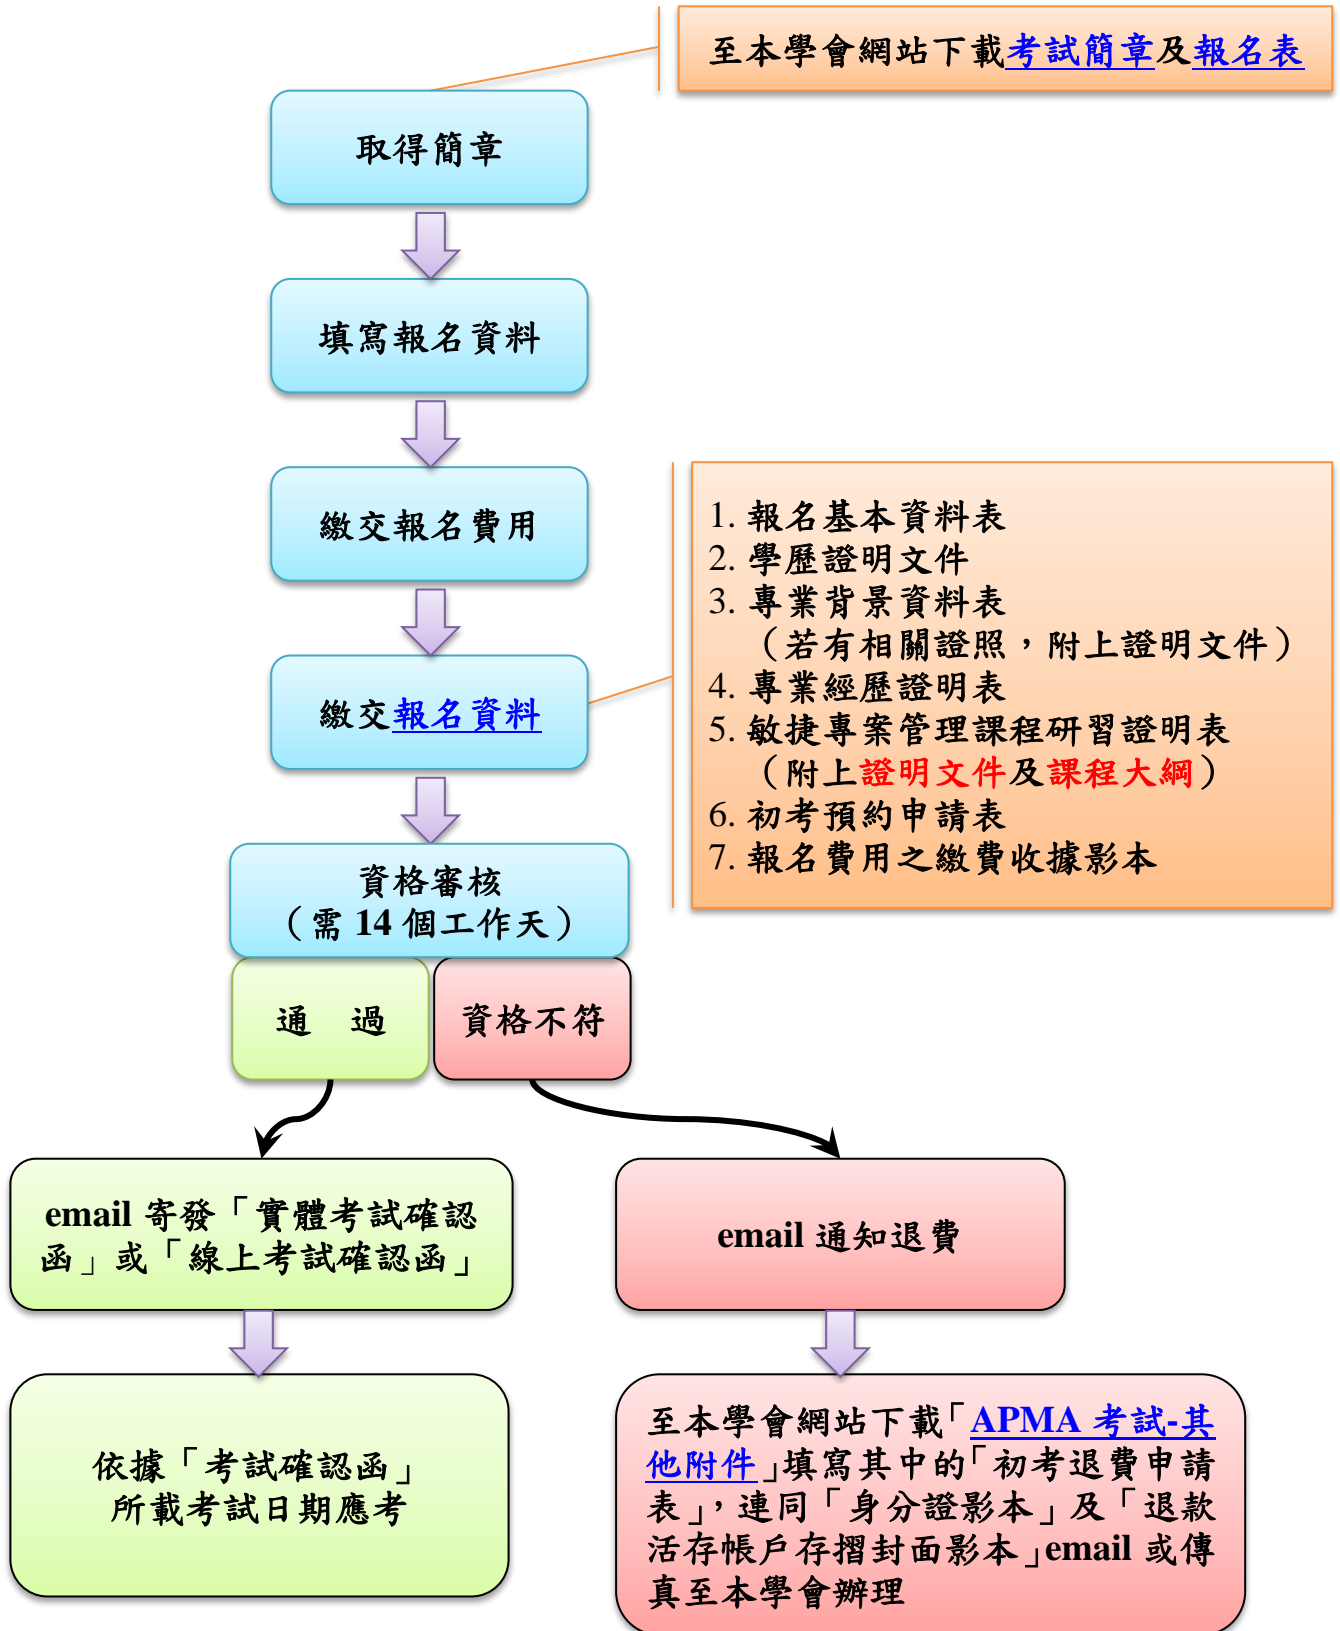 至本學會網站下載考試簡章及報名表
取得簡章
填寫報名資料
繳交報名費用
繳交報名資料
1. 報名基本資料表
2. 學歷證明文件
3. 專業背景資料表
（若有相關證照，附上證明文件）
4. 專業經歷證明表
5. 敏捷專案管理課程研習證明表
（附上證明文件及課程大綱）
6. 初考預約申請表
7. 報名費用之繳費收據影本
資格審核
（需 14 個工作天）
通　過
資格不符
email 寄發「實體考試確認
函」或「線上考試確認函」
email 通知退費
依據「考試確認函」
所載考試日期應考
至本學會網站下載「APMA 考試-其
他附件」填寫其中的「初考退費申請
表」，連同「身分證影本」及「退款
活存帳戶存摺封面影本」email 或傳
真至本學會辦理